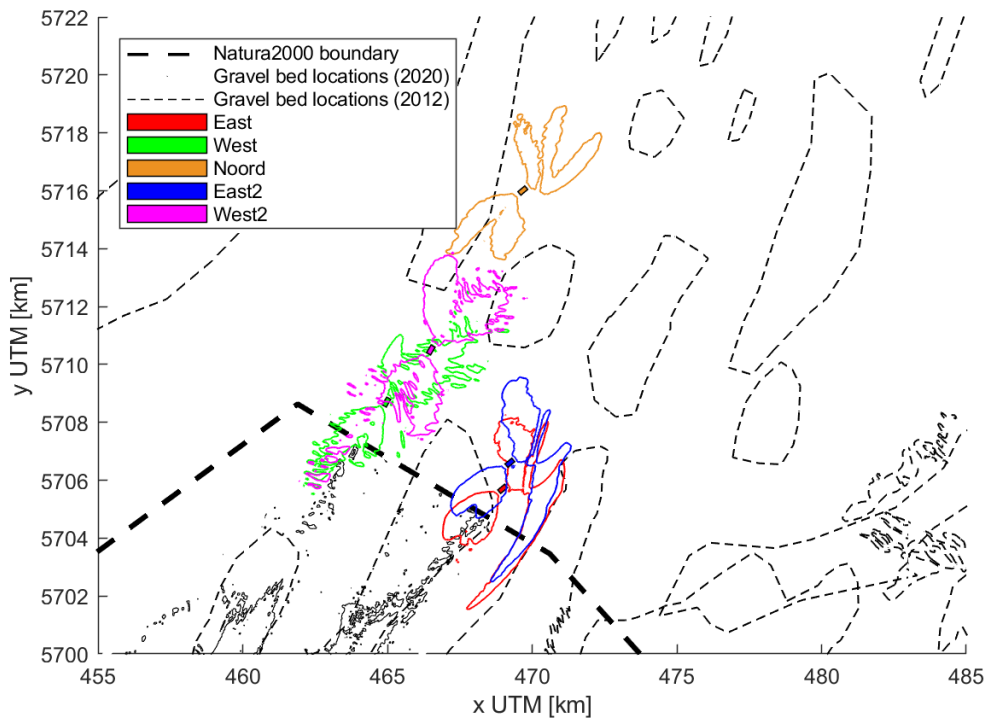 5722
5720
5718
5716
5714
5712
5710
5708
5706
5704
5702
5700
y UTM [km]
Natura2000 boundary
Gravel bed locations (2020)
Gravel bed locations (2012)
East
West
Noord
East2
West2
455 460 465 470 475 480 485
x UTM [km]